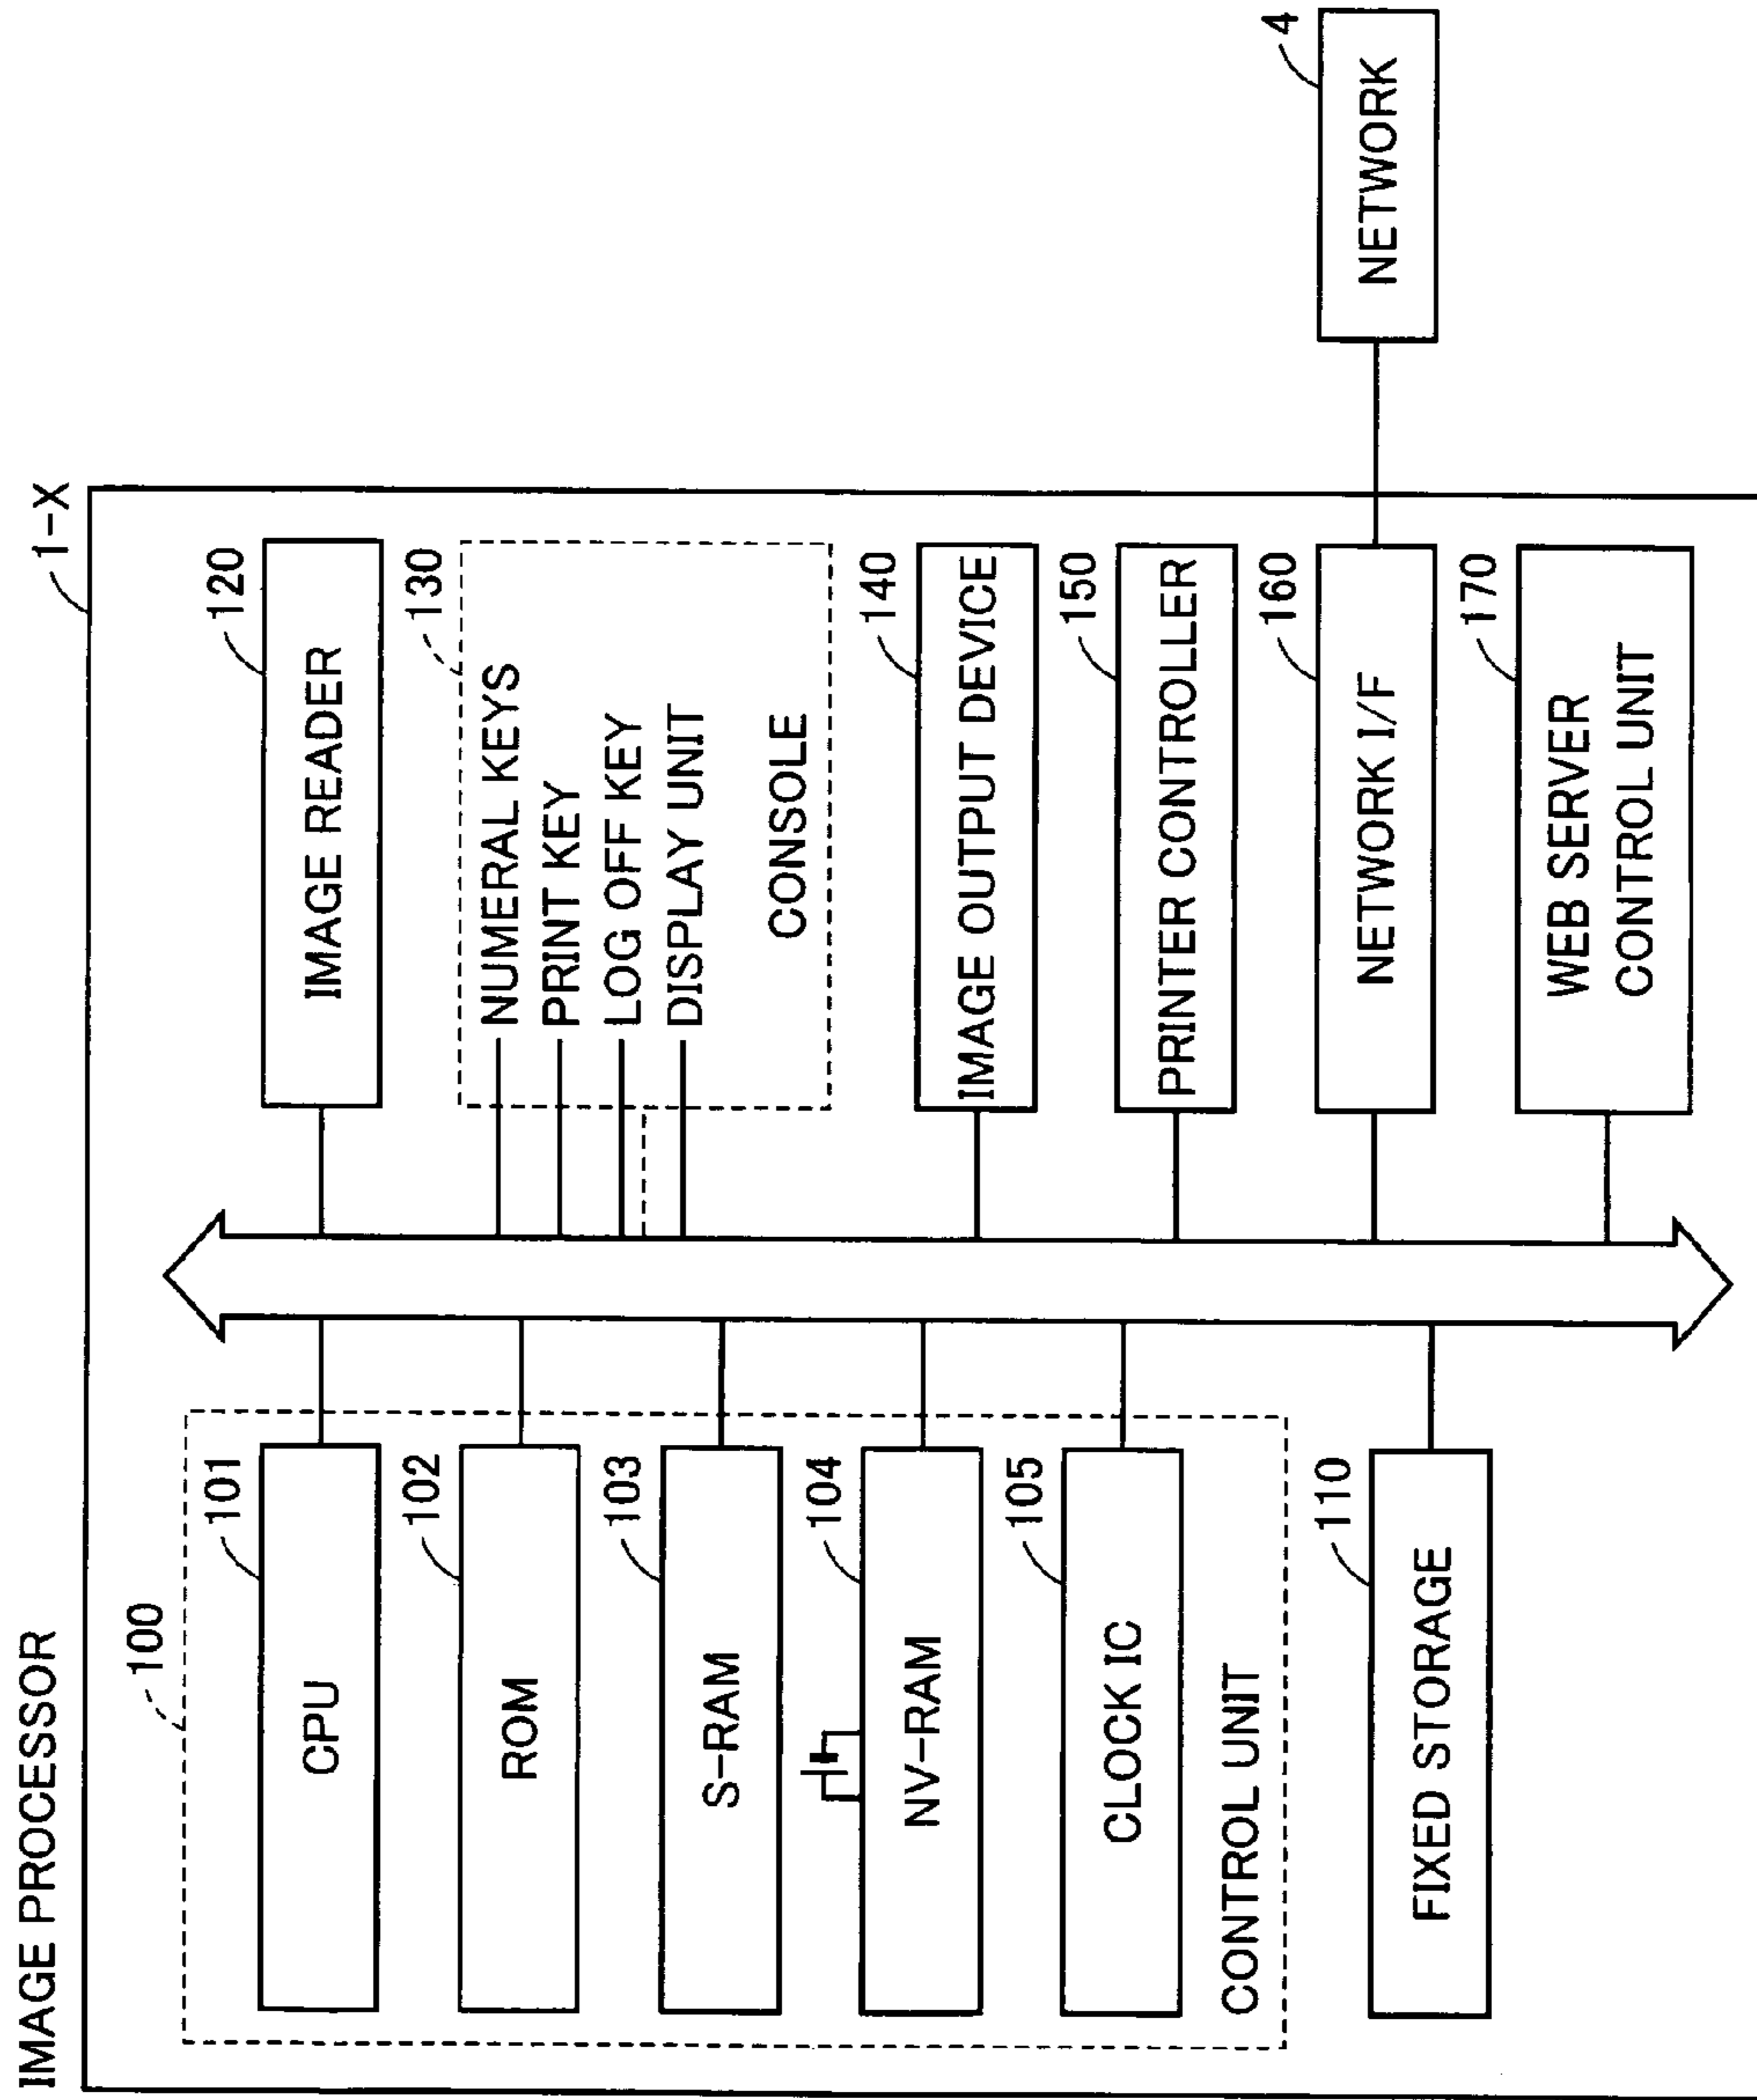 IMAGE PROCESSOR
1-X
100
101
CPU
102
ROM
103
S-RAM
104
NV-RAM
105
CLOCK IC
CONTROL UNIT
110
FIXED STORAGE
120
IMAGE READER
130
NUMERAL KEYS
PRINT KEY
LOG OFF KEY
DISPLAY UNIT
CONSOLE
140
IMAGE OUTPUT DEVICE
150
PRINTER CONTROLLER
160
NETWORK I/F
170
WEB SERVER
CONTROL UNIT
4
NETWORK